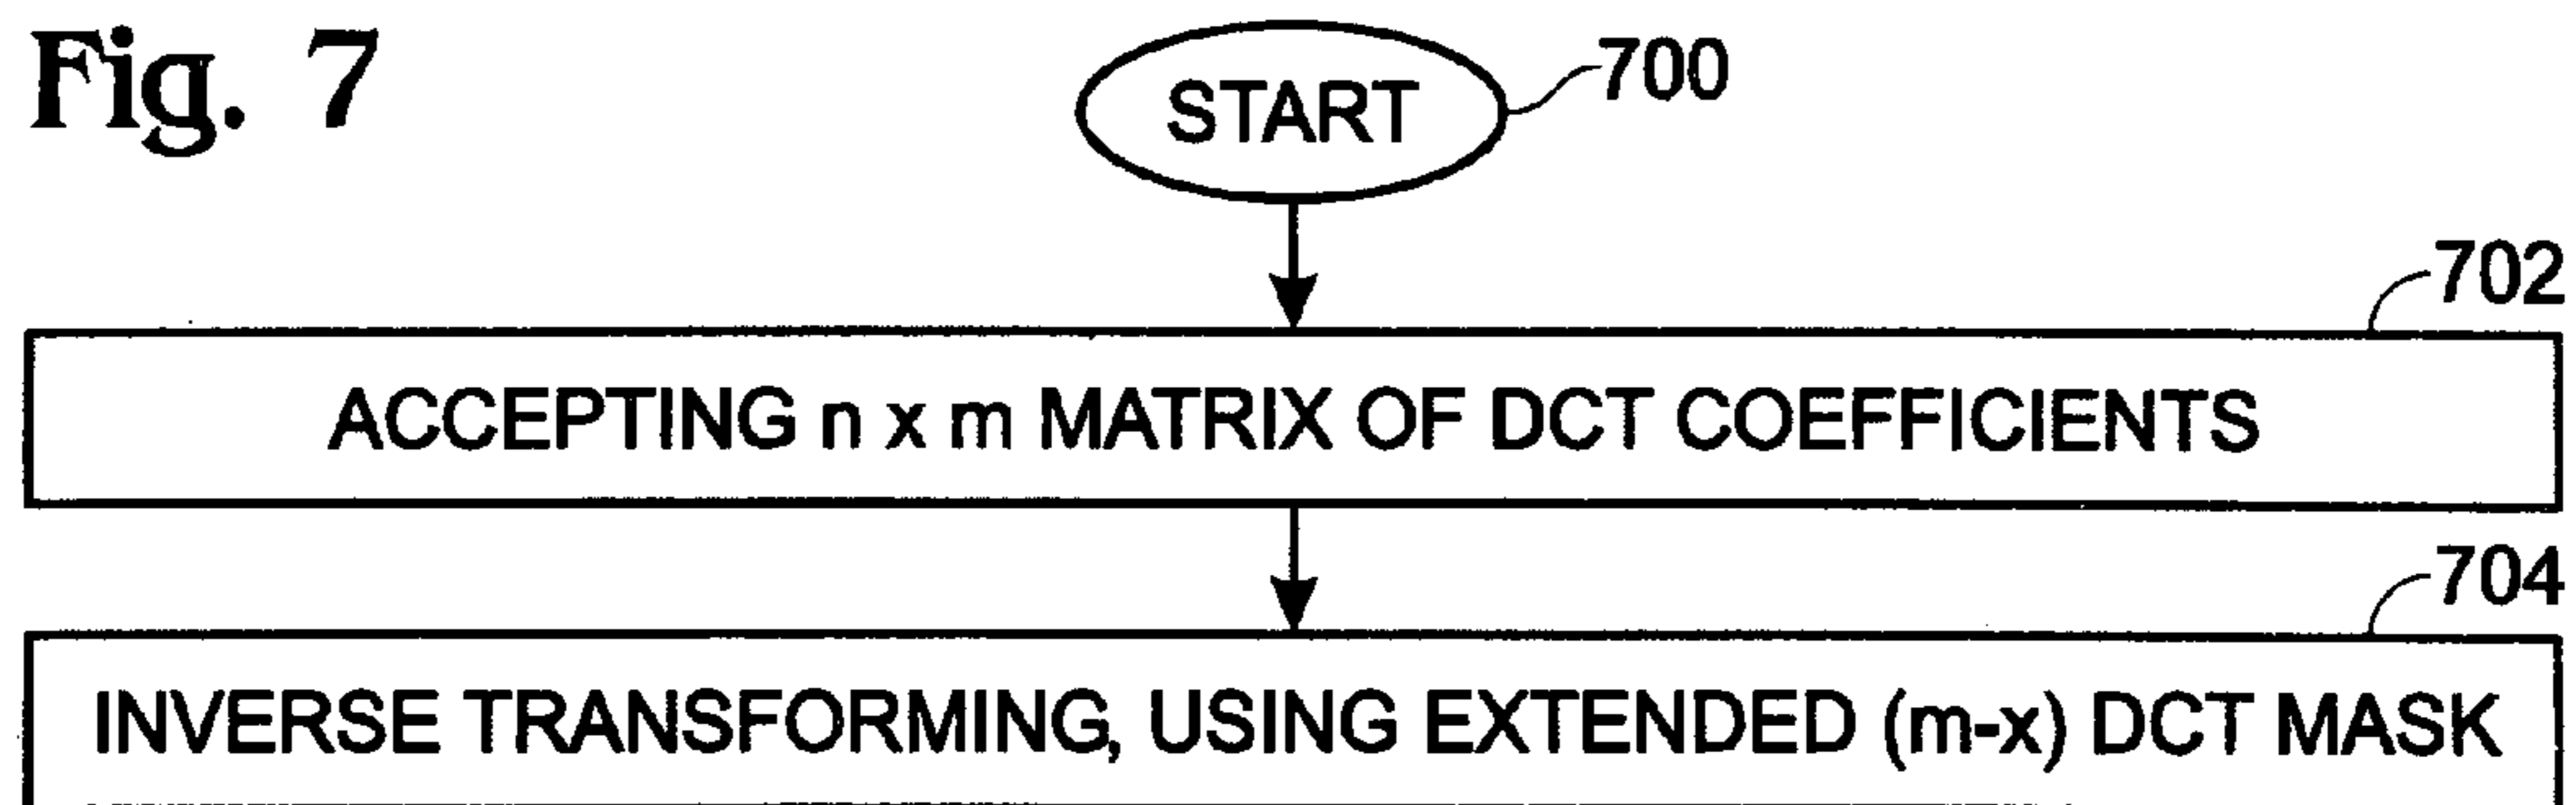 Fig. 7
START
700
702
ACCEPTING n x m MATRIX OF DCT COEFFICIENTS
704
INVERSE TRANSFORMING, USING EXTENDED (m-x) DCT MASK